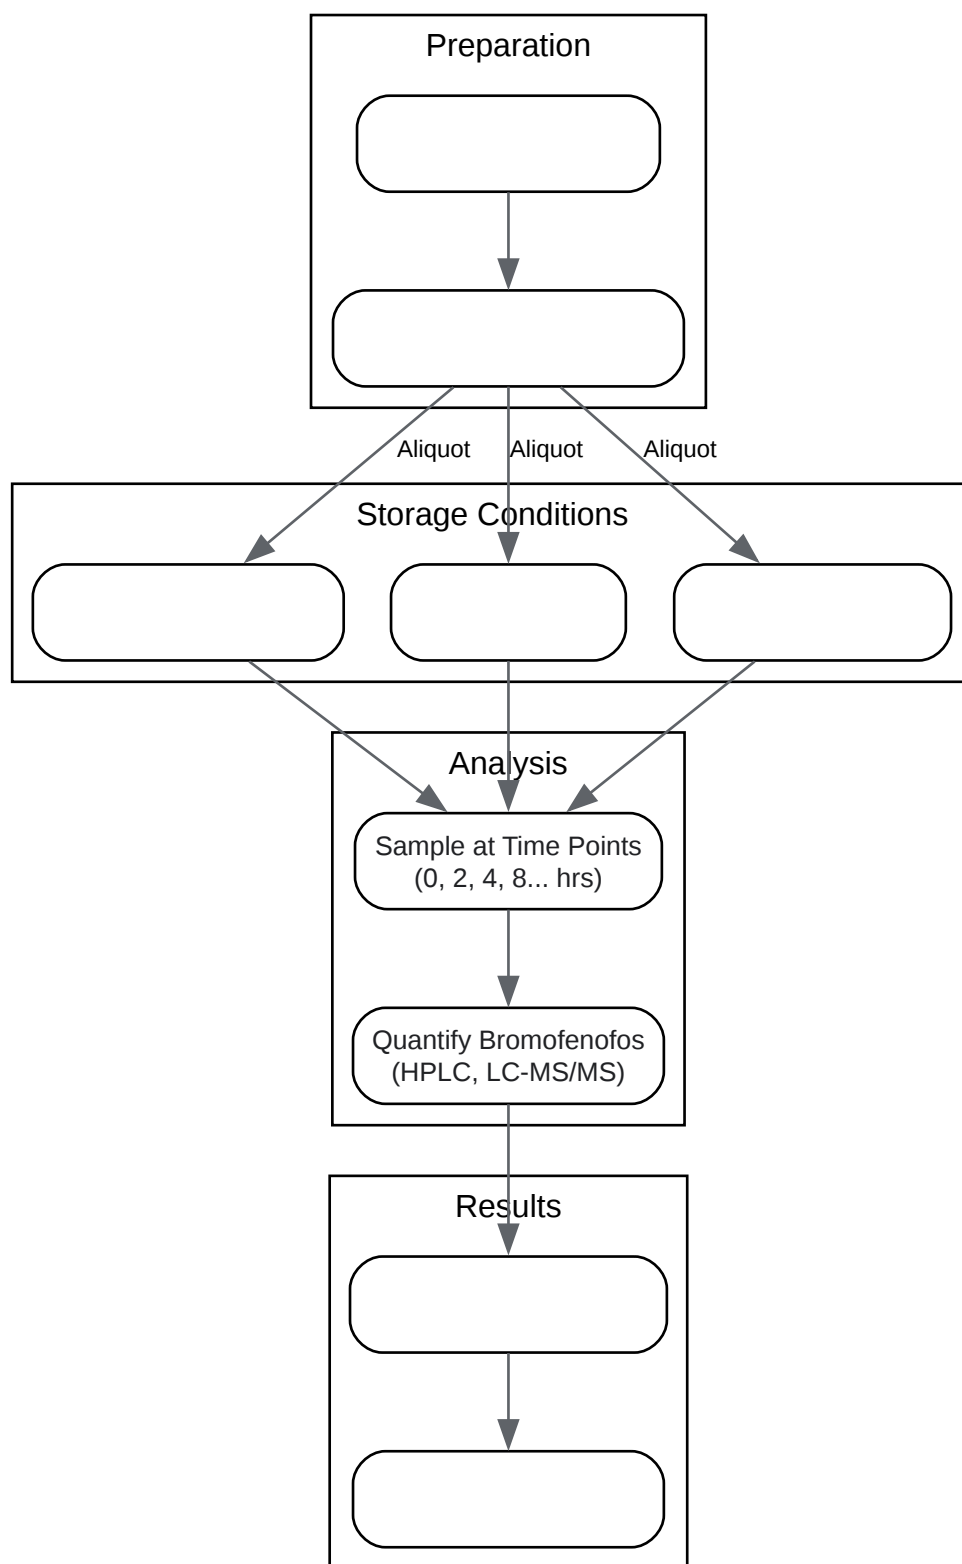 Preparation
Aliquot
Aliquot
Aliquot
Storage Conditions
Analysis
Sample at Time Points
(0, 2, 4, 8... hrs)
Quantify Bromofenofos
(HPLC, LC-MS/MS)
Results